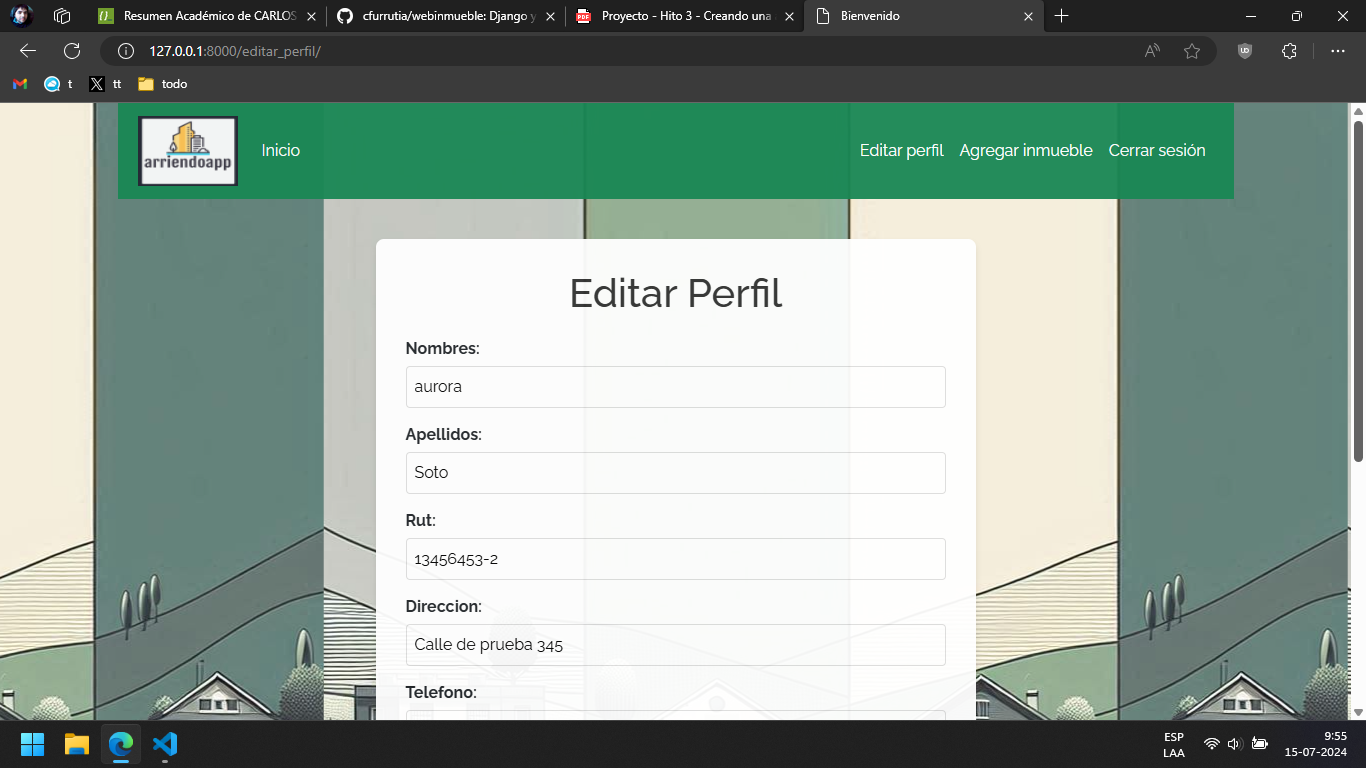 Resumen Académico de CARLOS
cfurrutia/webinmueble: Django y
Proyecto - Hito 3 - Creando una
Bienvenido
127.0.0.1:8000/editar_perfil/
t
tt
todo
arriendoapp
Inicio
Editar perfil
Agregar inmueble
Cerrar sesión
Editar Perfil
Nombres:
aurora
Apellidos:
Soto
Rut:
13456453-2
Direccion:
Calle de prueba 345
Telefono:
ESP
LAA
9:55
15-07-2024